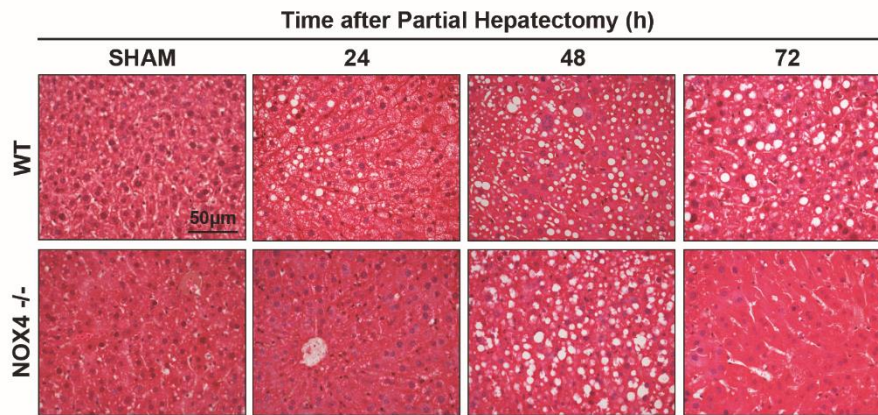 Time after Partial Hepatectomy (h)
SHAM 24 48 72
WT
50µm
NOX4 -/-